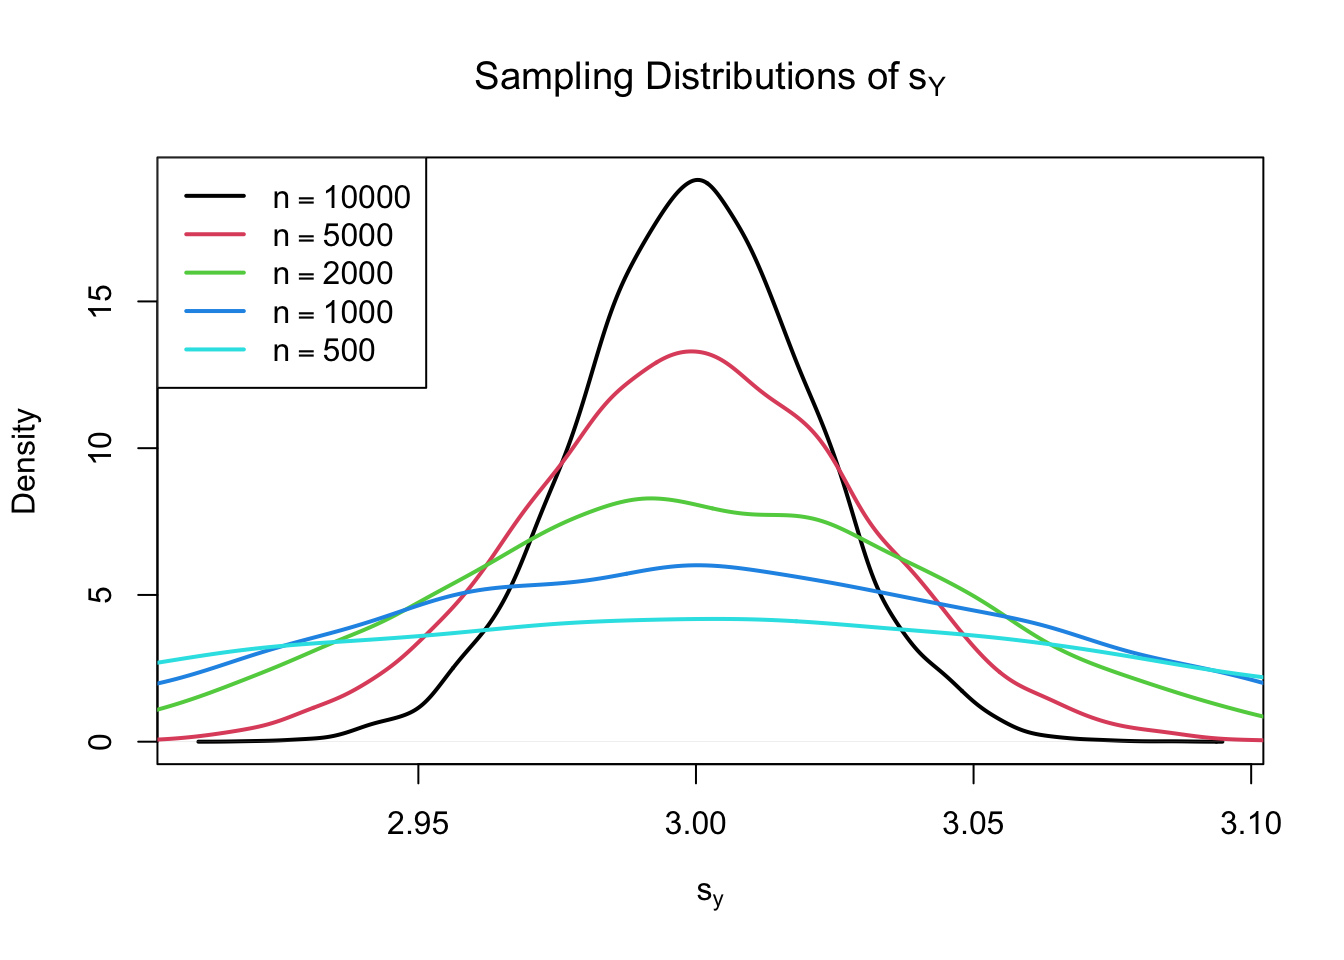 Sampling Distributions of sY
n = 10000
n = 5000
n = 2000
n = 1000
n = 500
Density
15
10
5
0
2.95 3.00 3.05 3.10
sy